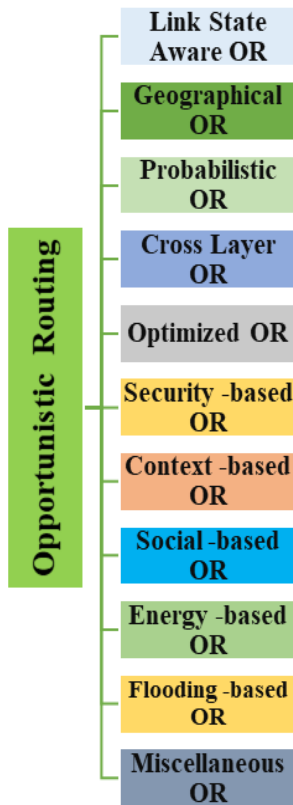 Opportunistic Routing
Link State
Aware OR
Geographical
OR
Probabilistic
OR
Cross Layer
OR
Optimized OR
Security -based
OR
Context -based
OR
Social -based
OR
Energy -based
OR
Flooding -based
OR
Miscellaneous
OR